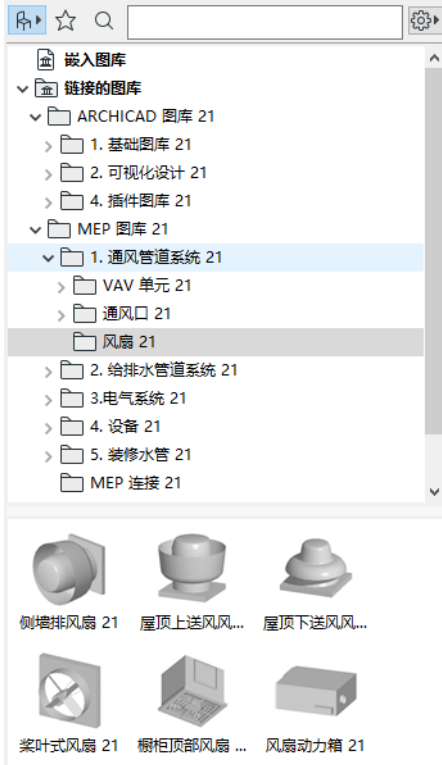 嵌入图库
链接的图库
ARCHICAD 图库 21
1. 基础图库 21
2. 可视化设计 21
4. 插件图库 21
MEP 图库 21
1. 通风管道系统 21
VAV 单元 21
通风口 21
风扇 21
2. 给排水管道系统 21
3.电气系统 21
4. 设备 21
5. 装修水管 21
MEP 连接 21
侧墙排风扇 21 屋顶上送风风... 屋顶下送风风...
桨叶式风扇 21 橱柜顶部风扇 ... 风扇动力箱 21